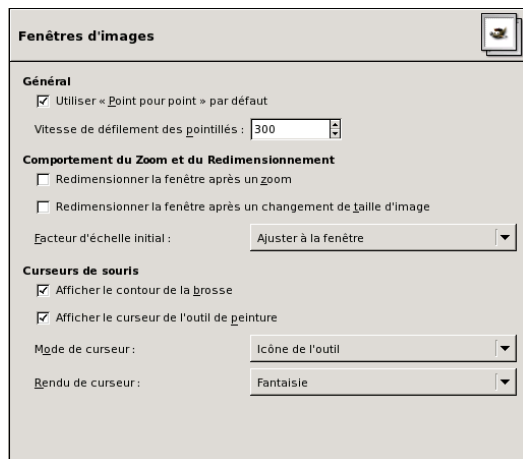 Fenêtres d'images
Général
Utiliser « Point pour point » par défaut
Vitesse de défilement des pointillés : 300
Comportement du Zoom et du Redimensionnement
Redimensionner la fenêtre après un zoom
Redimensionner la fenêtre après un changement de taille d'image
Facteur d'échelle initial : Ajuster à la fenêtre
Curseurs de souris
Afficher le contour de la brosse
Afficher le curseur de l'outil de peinture
Mode de curseur : Icône de l'outil
Rendu de curseur : Fantaisie